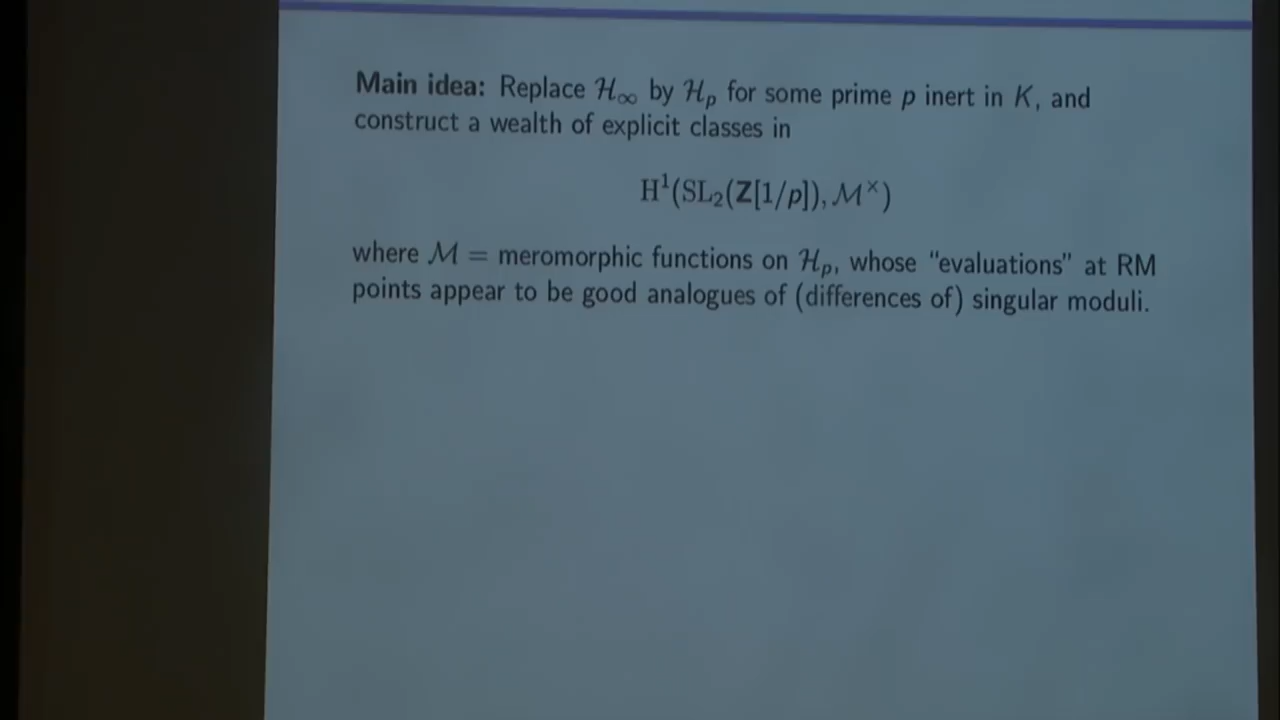 Main idea: Replace ℋ∞ by ℋₚ for some prime p inert in K, and
construct a wealth of explicit classes in
H¹(SL₂(Z[1/p]), ℳ×)
where ℳ = meromorphic functions on ℋₚ, whose "evaluations" at RM
points appear to be good analogues of (differences of) singular moduli.